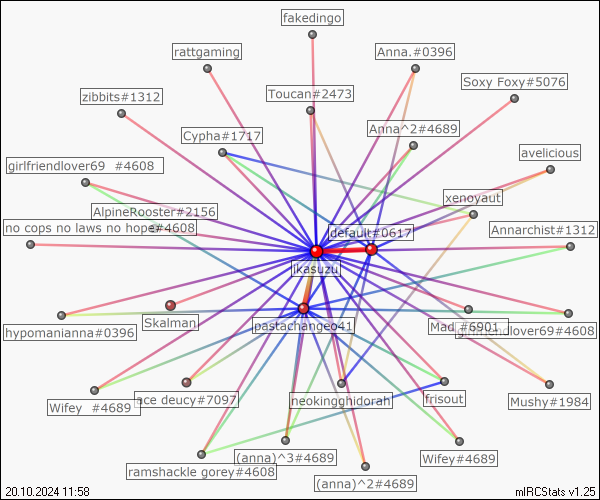 fakedingo
rattgaming
Anna.#0396
Soxy Foxy#5076
zibbits#1312
Toucan#2473
Cypha#1717
Anna^2#4689
avelicious
girlfriendlover69 #4608
xenoyaut
AlpineRooster#2156
no cops no laws no hope#4608
default#0617
Annarchist#1312
jkasuzu
hypomanianna#0396
Skalman
pastachangeo41
Mad_#6901
girlfriendlover69#4608
Wifey #4689
ace deucy#7097
neokingghidorah
frisout
Mushy#1984
ramshackle gorey#4608
(anna)^3#4689
Wifey#4689
(anna)^2#4689
20.10.2024 11:58
mIRCStats v1.25